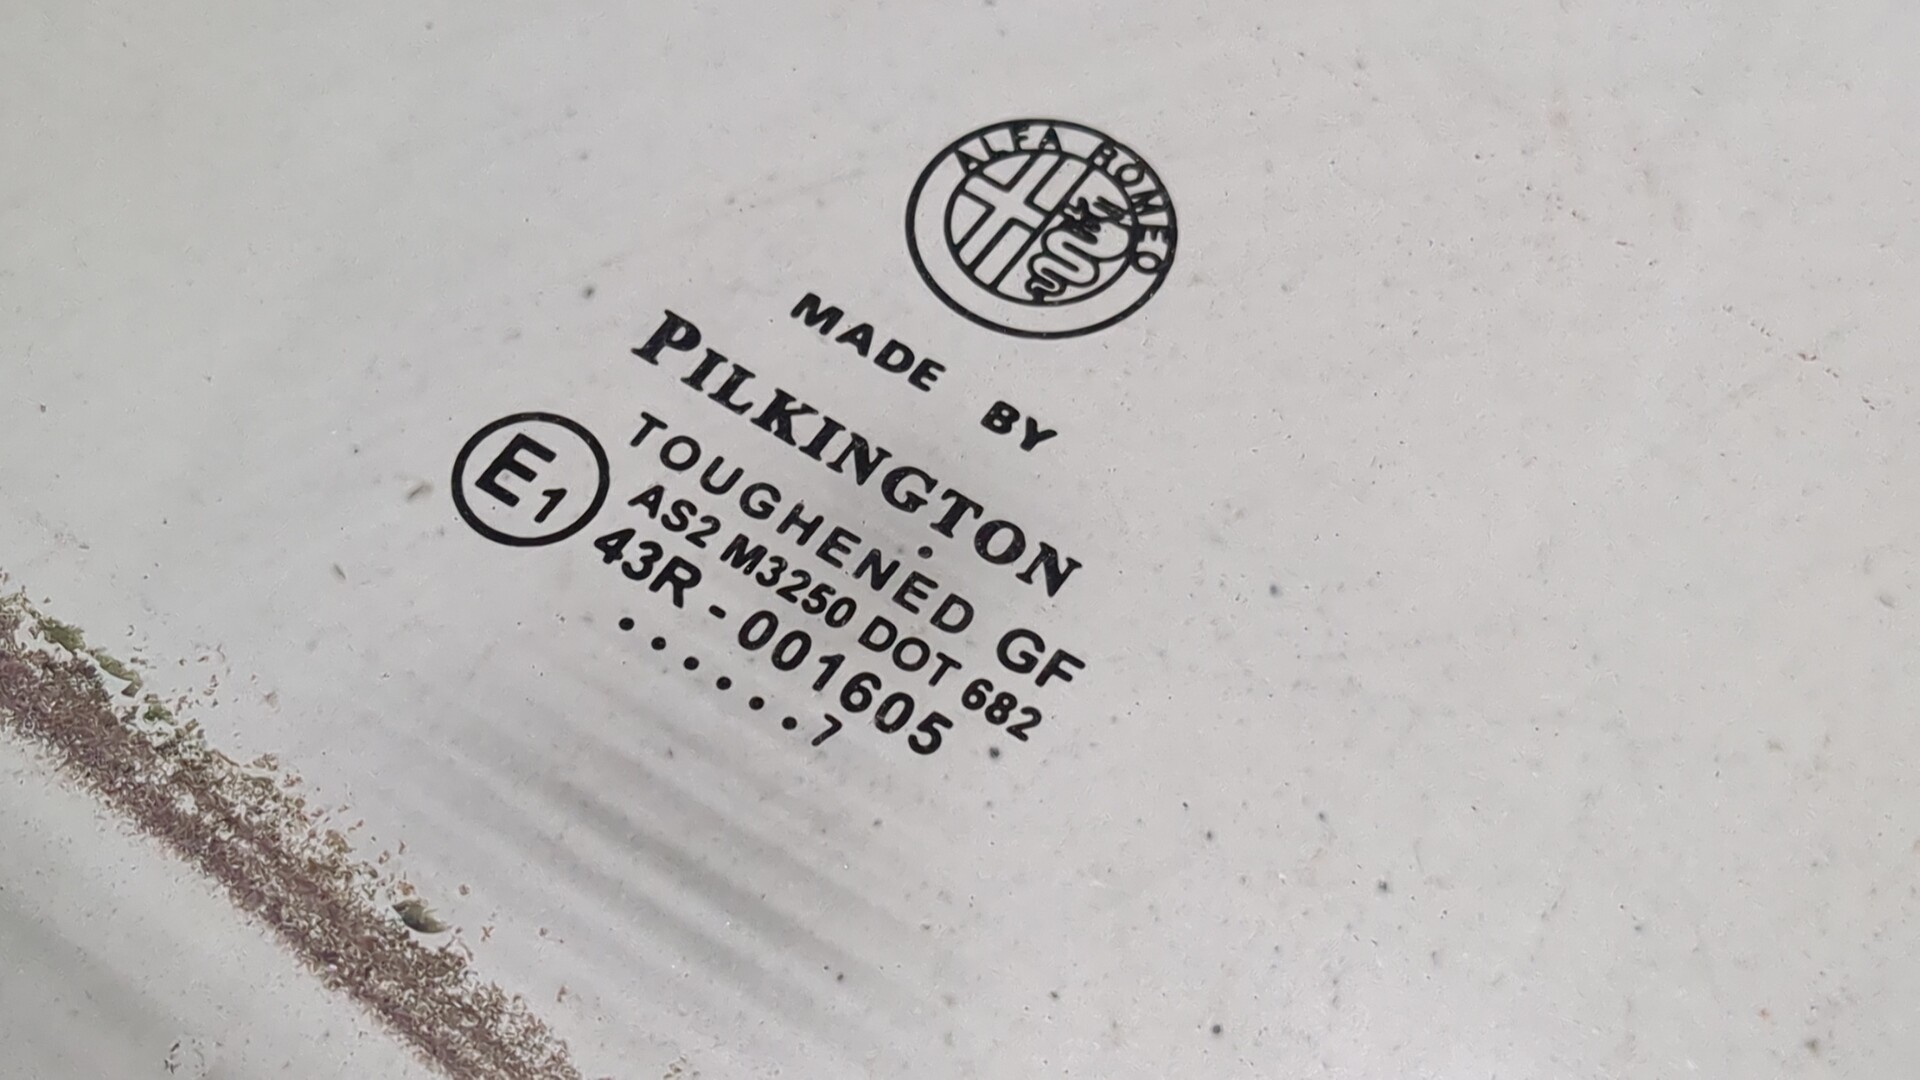 ALFA ROMEO
MADE BY
PILKINGTON
TOUGHENED GF
AS2 M3250 DOT 682
E1
43R-001605
......7